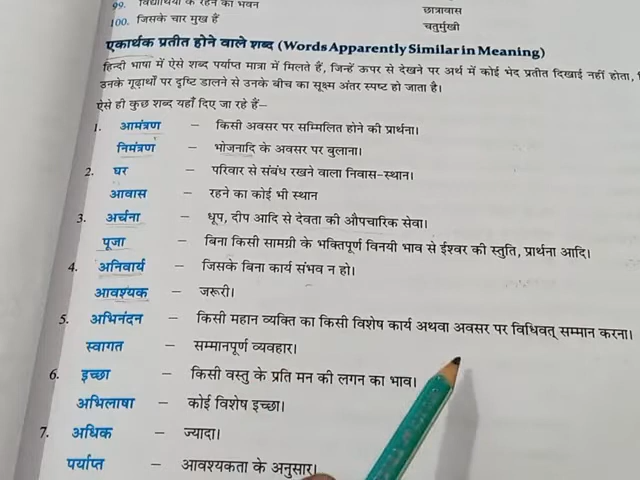 99. विद्यार्थियों के रहने का भवन छात्रावास
100. जिसके चार मुख हैं चतुर्मुखी
एकार्थक प्रतीत होने वाले शब्द (Words Apparently Similar in Meaning)
हिन्दी भाषा में ऐसे शब्द पर्याप्त मात्रा में मिलते हैं, जिन्हें ऊपर से देखने पर अर्थ में कोई भेद प्रतीत दिखाई नहीं होता,
उनके गूढ़ार्थों पर दृष्टि डालने से उनके बीच का सूक्ष्म अंतर स्पष्ट हो जाता है।
ऐसे ही कुछ शब्द यहाँ दिए जा रहे हैं–
1. आमंत्रण – किसी अवसर पर सम्मिलित होने की प्रार्थना।
निमंत्रण – भोजनादि के अवसर पर बुलाना।
2. घर – परिवार से संबंध रखने वाला निवास-स्थान।
आवास – रहने का कोई भी स्थान
3. अर्चना – धूप, दीप आदि से देवता की औपचारिक सेवा।
पूजा – बिना किसी सामग्री के भक्तिपूर्ण विनयी भाव से ईश्वर की स्तुति, प्रार्थना आदि।
4. अनिवार्य – जिसके बिना कार्य संभव न हो।
आवश्यक – जरूरी।
5. अभिनंदन – किसी महान व्यक्ति का किसी विशेष कार्य अथवा अवसर पर विधिवत् सम्मान करना।
स्वागत – सम्मानपूर्ण व्यवहार।
6. इच्छा – किसी वस्तु के प्रति मन की लगन का भाव।
अभिलाषा – कोई विशेष इच्छा।
7. अधिक – ज्यादा।
पर्याप्त – आवश्यकता के अनुसार।